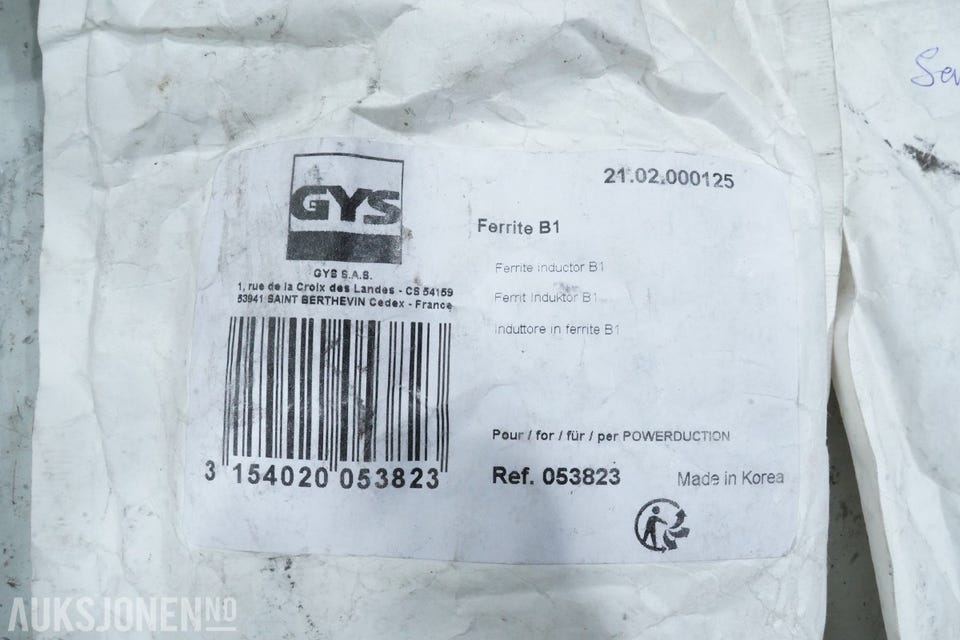 GYS
GYS S.A.S.
1, rue de la Croix des Landes - CS 54159
53941 SAINT BERTHEVIN Cedex - France
3 154020 053823
21.02.000125
Ferrite B1
Ferrite inductor B1
Ferrit Induktor B1
Induttore in ferrite B1
Pour / for / für / per POWERDUCTION
Ref. 053823
Made in Korea
AUKSJONEN.NO